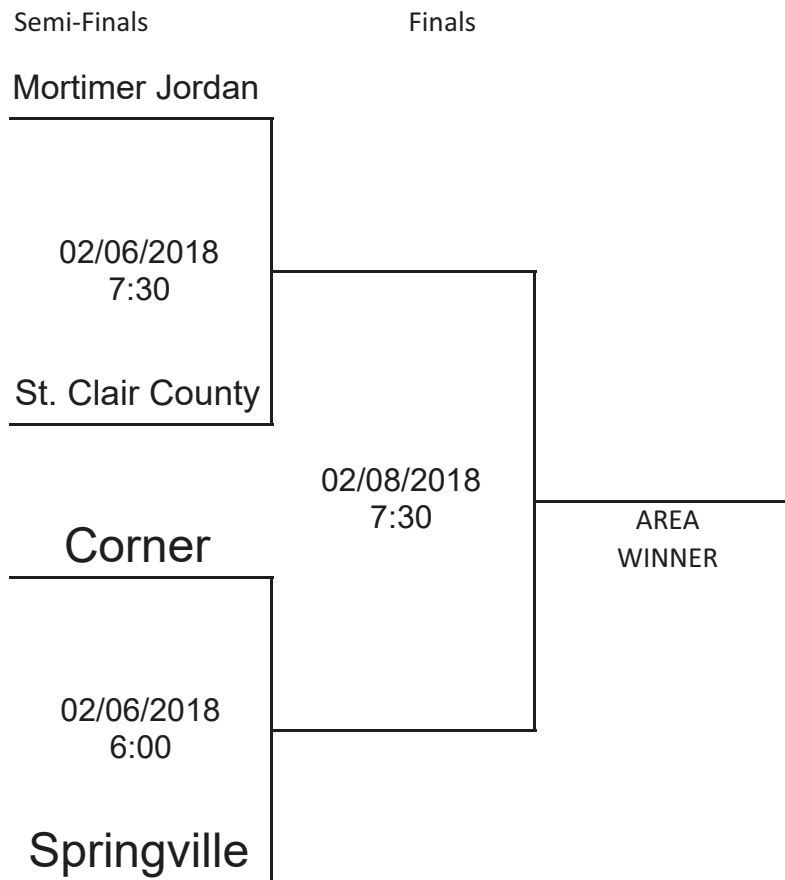 Semi-Finals
Finals
Mortimer Jordan
02/06/2018
7:30
St. Clair County
02/08/2018
7:30
AREA
WINNER
Corner
02/06/2018
6:00
Springville